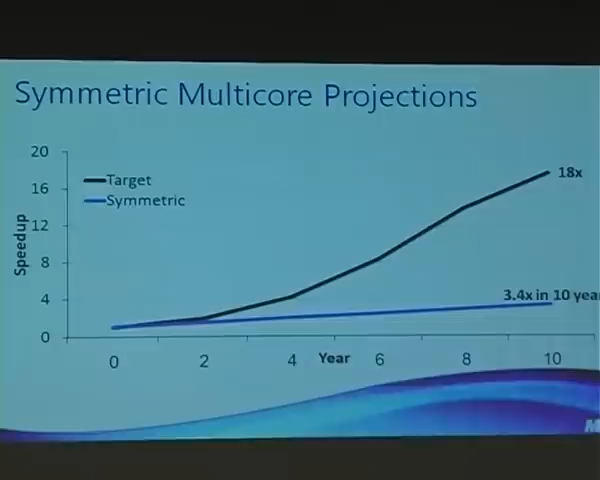 Symmetric Multicore Projections
20
16
12
8
4
0
Speedup
Target
Symmetric
18x
3.4x in 10 yea
0 2 4 Year 6 8 10
M